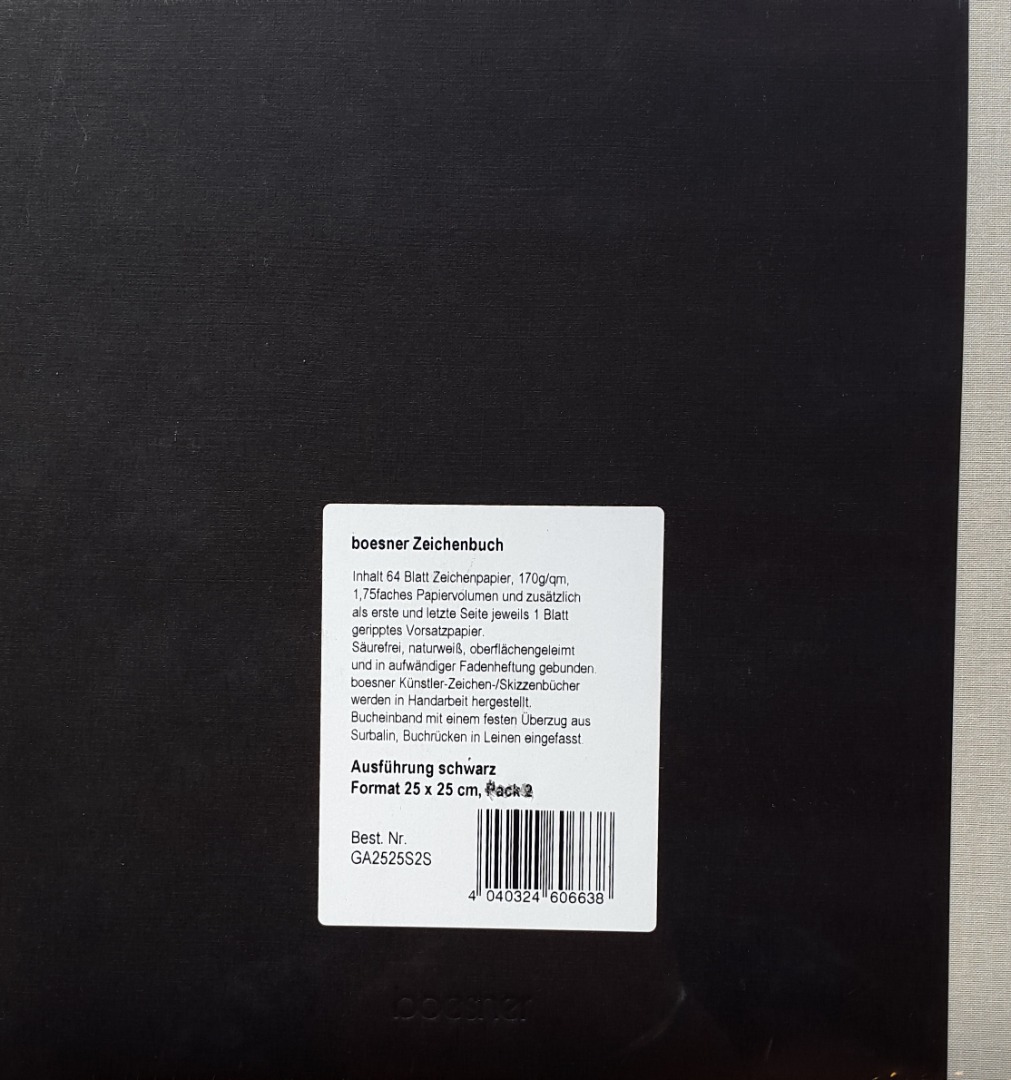 boesner Zeichenbuch
Inhalt 64 Blatt Zeichenpapier, 170g/qm,
1,75faches Papiervolumen und zusätzlich
als erste und letzte Seite jeweils 1 Blatt
geripptes Vorsatzpapier.
Säurefrei, naturweiß, oberflächengeleimt
und in aufwändiger Fadenheftung gebunden.
boesner Künstler-Zeichen-/Skizzenbücher
werden in Handarbeit hergestellt.
Bucheinband mit einem festen Überzug aus
Surbalin, Buchrücken in Leinen eingefasst.
Ausführung schwarz
Format 25 x 25 cm, Pack 2
Best. Nr.
GA2525S2S
4 040324 606638
boesner